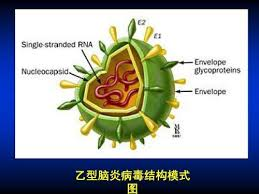 E2
E1
Single-stranded RNA
Nucleocapsid
Envelope
glycoproteins
Envelope
乙型脑炎病毒结构模式
图